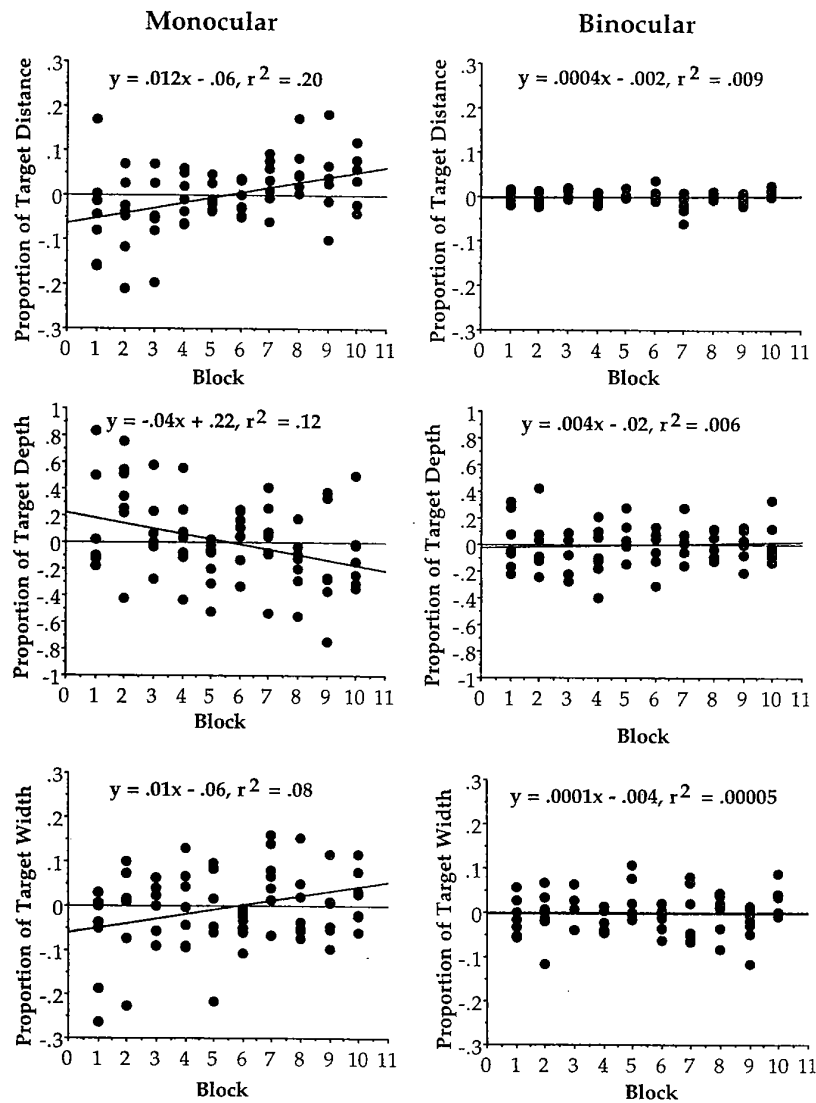 Monocular
Binocular
y = .012x - .06, r 2 = .20
Proportion of Target Distance
.3
.2
.1
0
-.1
-.2
-.3
0 1 2 3 4 5 6 7 8 9 10 11
Block
y = .0004x - .002, r 2 = .009
Proportion of Target Distance
.3
.2
.1
0
-.1
-.2
-.3
0 1 2 3 4 5 6 7 8 9 10 11
Block
y = -.04x + .22, r 2 = .12
Proportion of Target Depth
1
.8
.6
.4
.2
0
-.2
-.4
-.6
-.8
-1
0 1 2 3 4 5 6 7 8 9 10 11
Block
y = .004x - .02, r 2 = .006
Proportion of Target Depth
1
.8
.6
.4
.2
0
-.2
-.4
-.6
-.8
-1
0 1 2 3 4 5 6 7 8 9 10 11
Block
y = .01x - .06, r 2 = .08
Proportion of Target Width
.3
.2
.1
0
-.1
-.2
-.3
0 1 2 3 4 5 6 7 8 9 10 11
Block
y = .0001x - .004, r 2 = .00005
Proportion of Target Width
.3
.2
.1
0
-.1
-.2
-.3
0 1 2 3 4 5 6 7 8 9 10 11
Block